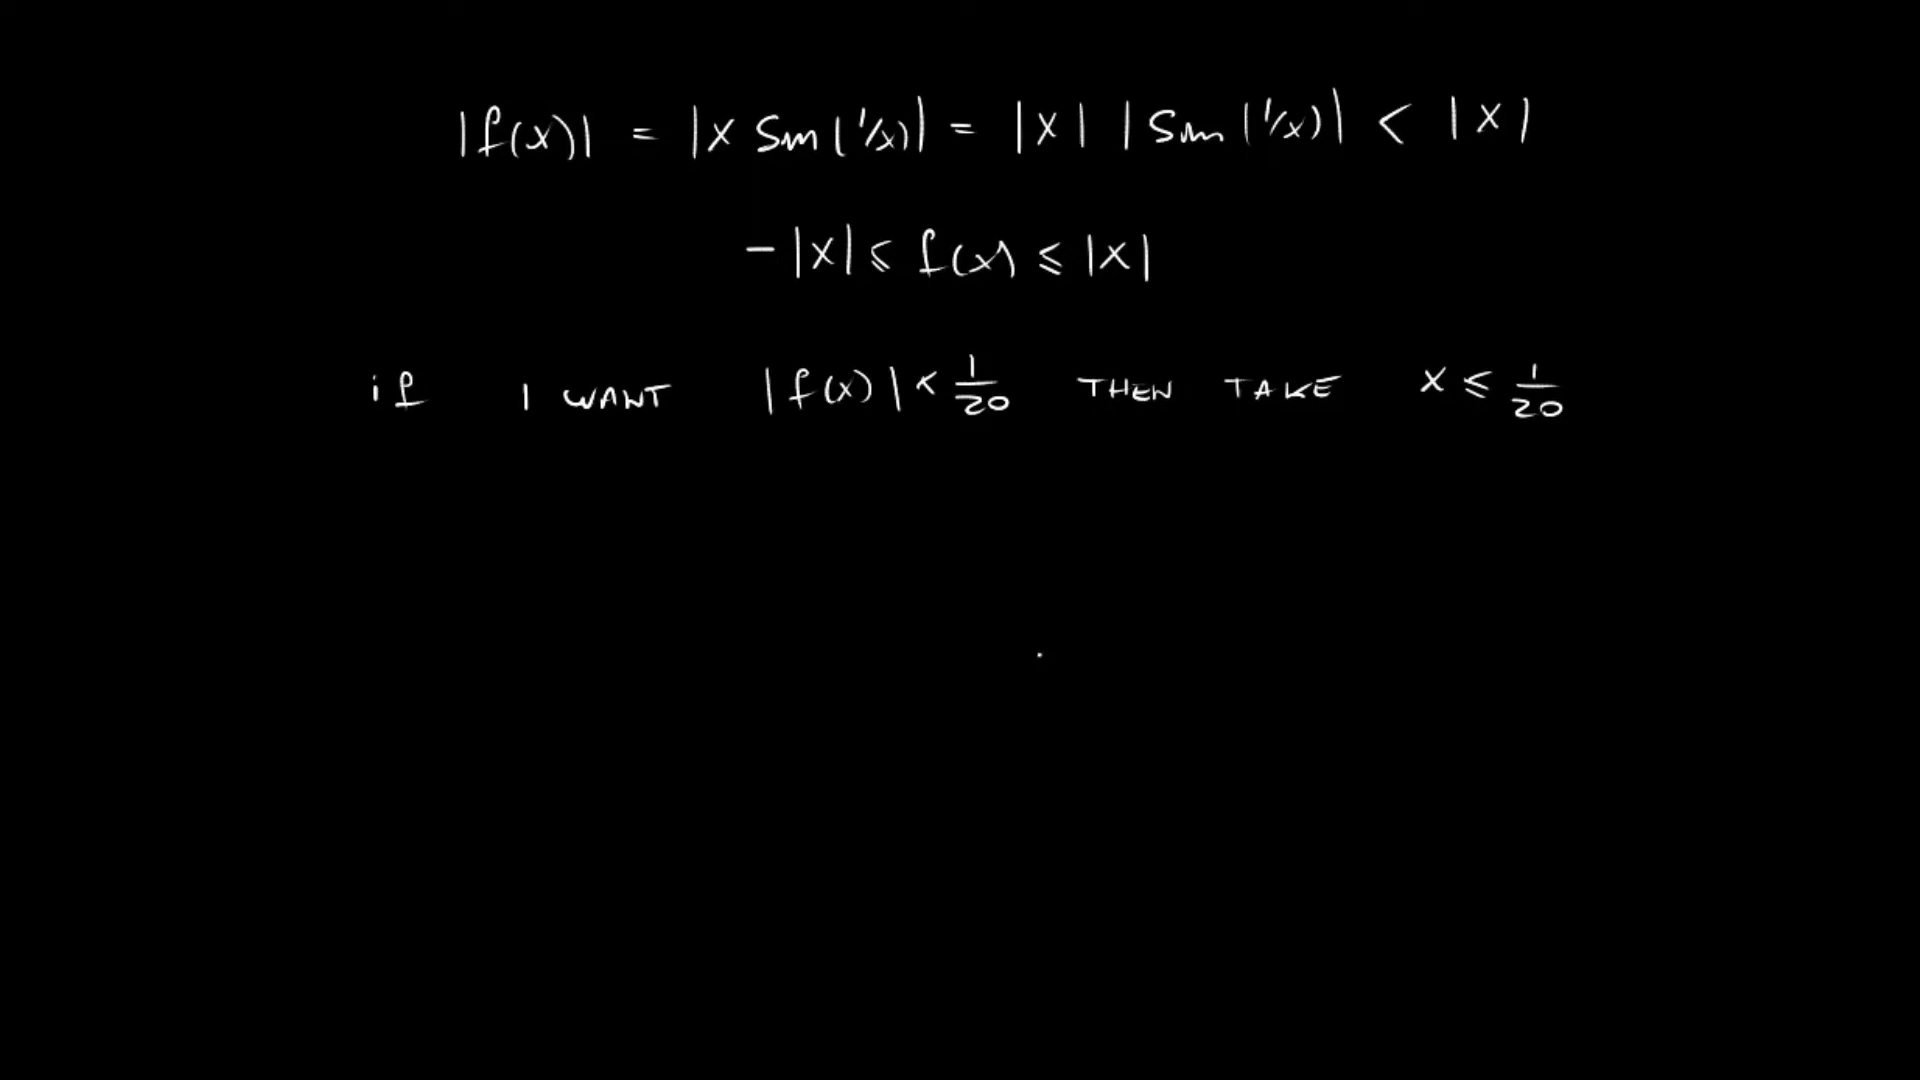 |f(x)| = |x Sin(1/x)| = |x| |Sin(1/x)| < |x|
-|x| ⩽ f(x) ⩽ |x|
if I WANT |f(x)| < 1/20 THEN TAKE x ⩽ 1/20